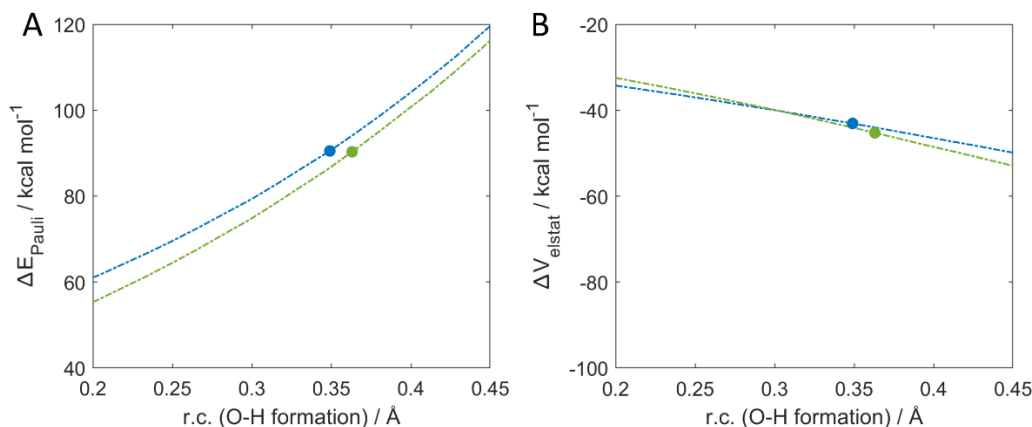 A
120
100
80
60
40
ΔE_Pauli / kcal mol⁻¹
0.2 0.25 0.3 0.35 0.4 0.45
r.c. (O-H formation) / Å
B
-20
-40
-60
-80
-100
ΔV_elstat / kcal mol⁻¹
0.2 0.25 0.3 0.35 0.4 0.45
r.c. (O-H formation) / Å